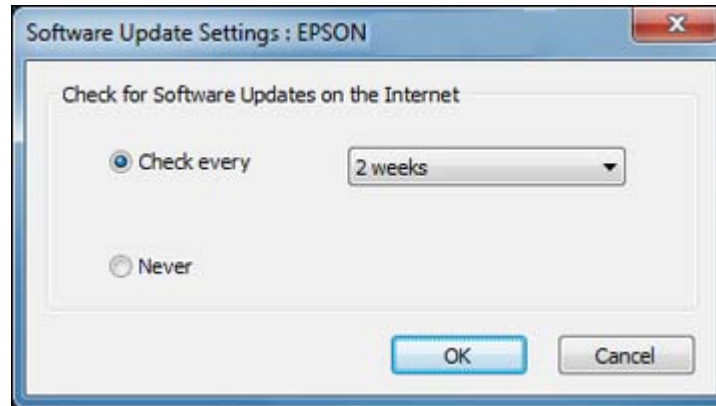 Software Update Settings : EPSON
Check for Software Updates on the Internet
Check every
2 weeks
Never
OK
Cancel